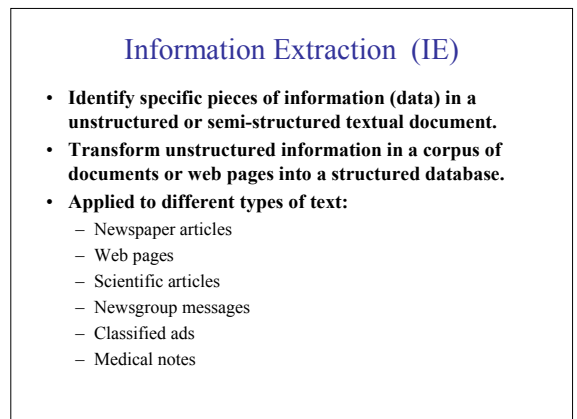 Information Extraction (IE)
• Identify specific pieces of information (data) in a
unstructured or semi-structured textual document.
• Transform unstructured information in a corpus of
documents or web pages into a structured database.
• Applied to different types of text:
– Newspaper articles
– Web pages
– Scientific articles
– Newsgroup messages
– Classified ads
– Medical notes